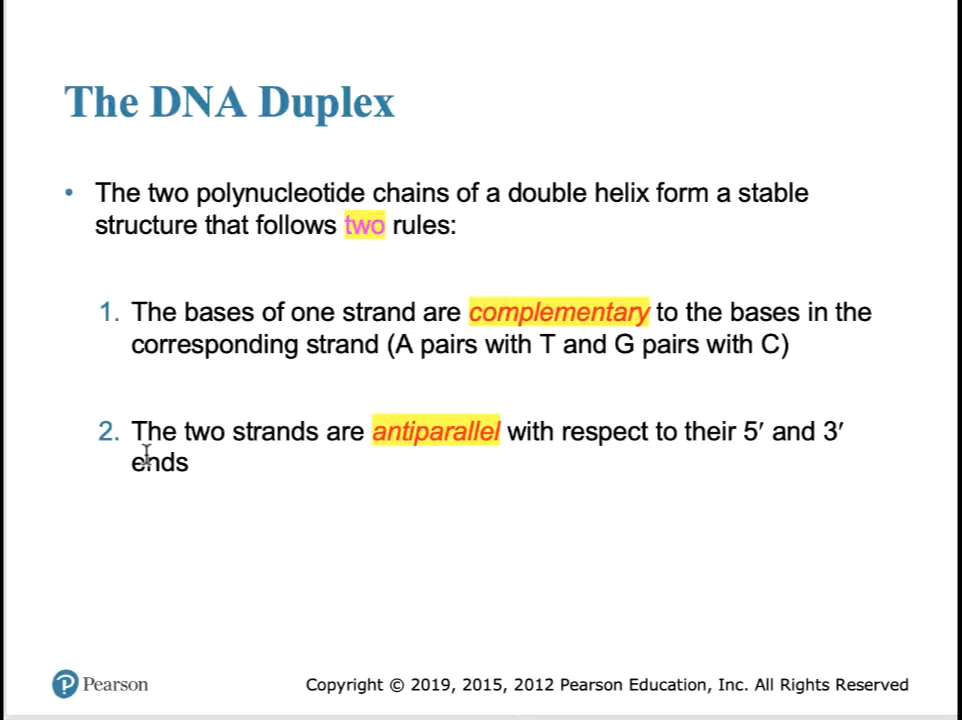 The DNA Duplex
• The two polynucleotide chains of a double helix form a stable
structure that follows two rules:
1. The bases of one strand are complementary to the bases in the
corresponding strand (A pairs with T and G pairs with C)
2. The two strands are antiparallel with respect to their 5′ and 3′
ends
P Pearson
Copyright © 2019, 2015, 2012 Pearson Education, Inc. All Rights Reserved